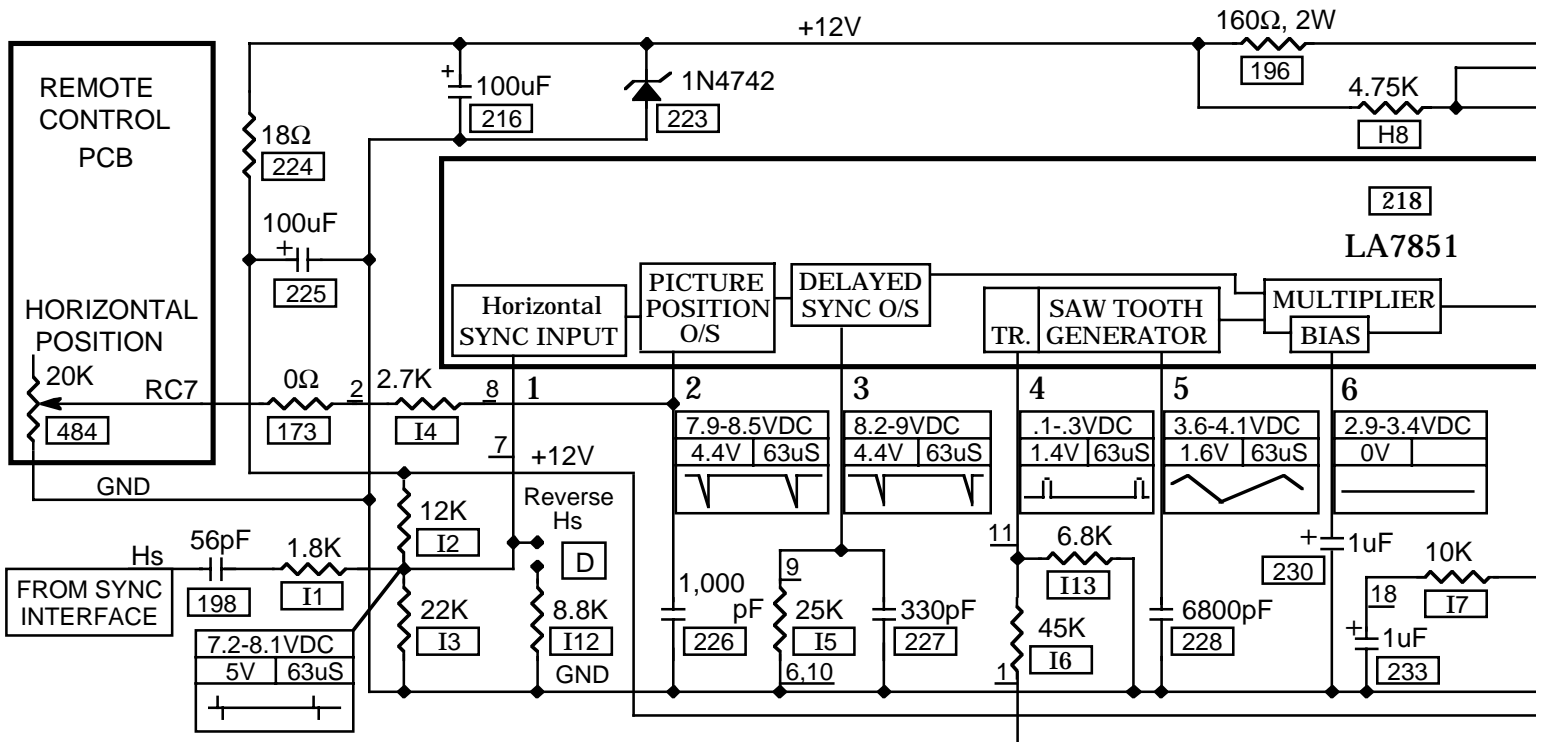 +12V
160Ω, 2W
196
REMOTE
CONTROL
PCB
+
100uF
216
1N4742
223
4.75K
H8
18Ω
224
218
LA7851
100uF
+
225
HORIZONTAL
POSITION
Horizontal
SYNC INPUT
PICTURE
POSITION
O/S
DELAYED
SYNC O/S
TR.
SAW TOOTH
GENERATOR
MULTIPLIER
BIAS
20K
484
RC7
0Ω
173
2
2.7K
I4
8
1
2
3
4
5
6
7.9-8.5VDC
4.4V
63uS
8.2-9VDC
4.4V
63uS
.1-.3VDC
1.4V
63uS
3.6-4.1VDC
1.6V
63uS
2.9-3.4VDC
0V
7
+12V
GND
Reverse
Hs
D
12K
I2
Hs
56pF
198
1.8K
I1
FROM SYNC
INTERFACE
22K
I3
8.8K
I12
GND
7.2-8.1VDC
5V
63uS
1,000
pF
226
9
25K
I5
6,10
330pF
227
11
6.8K
I13
45K
I6
1
6800pF
228
+
1uF
230
18
10K
I7
+
1uF
233